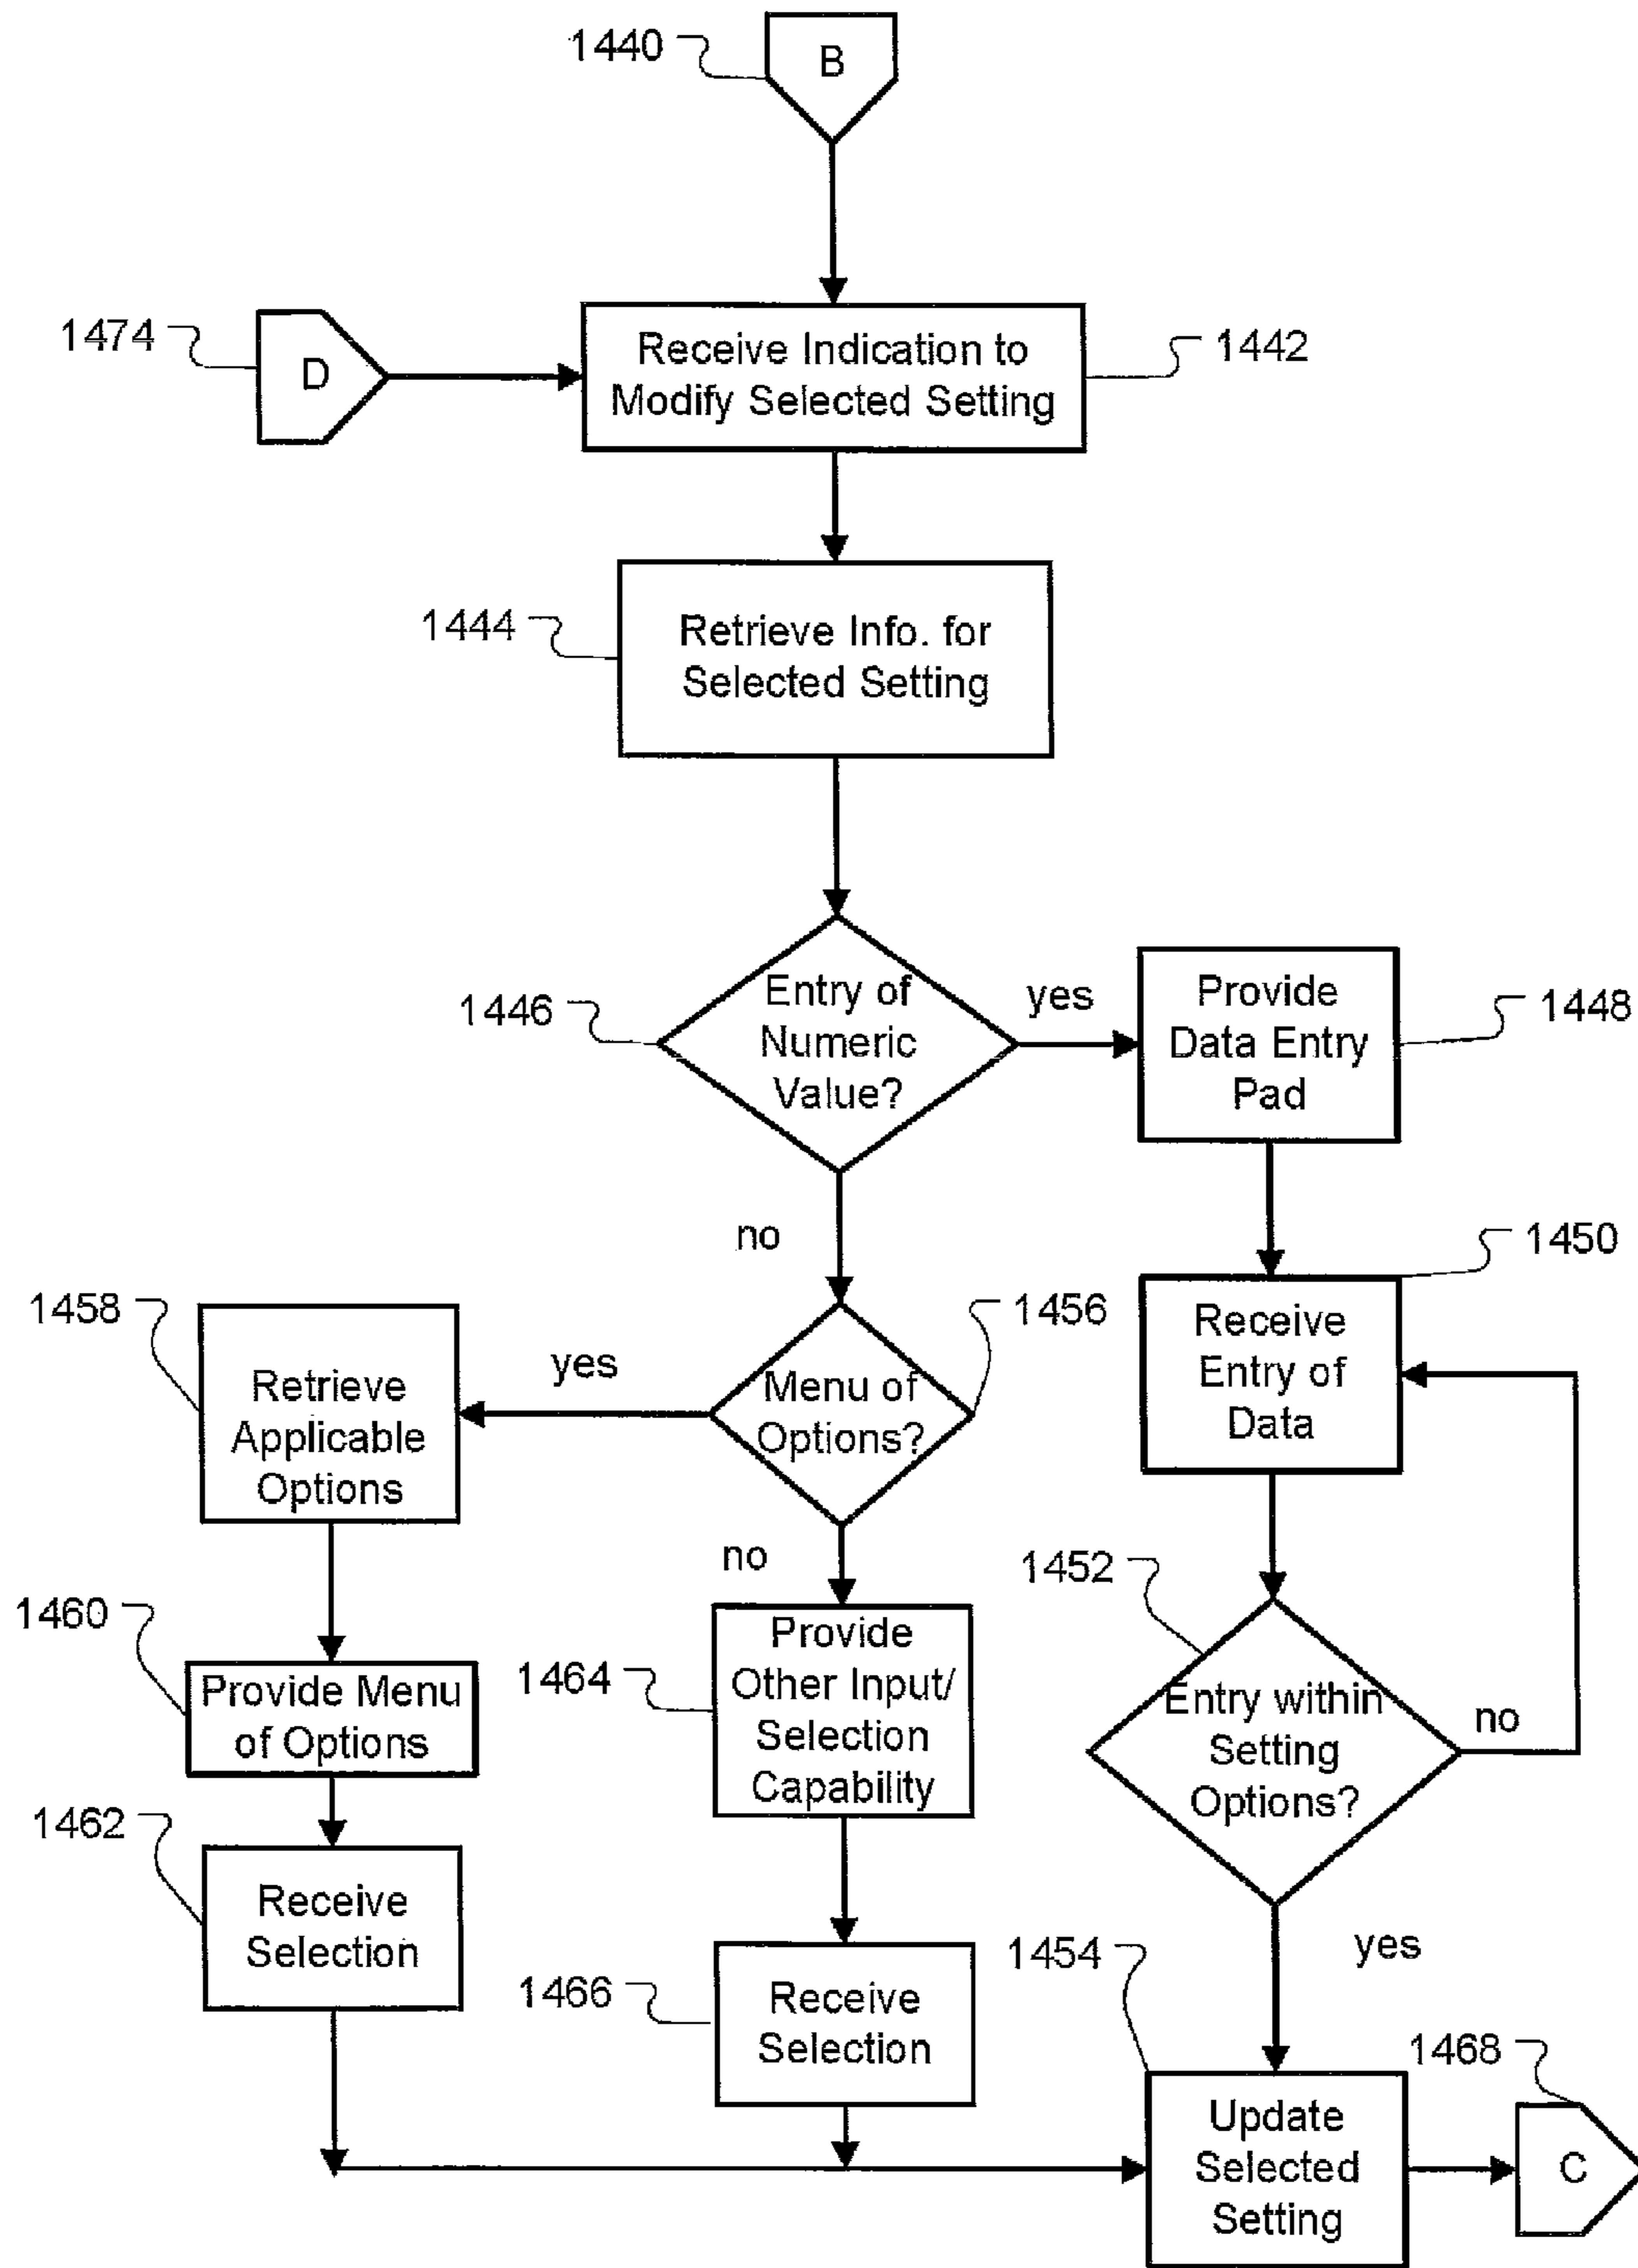 1440
B
1474
D
Receive Indication to
Modify Selected Setting
1442
1444
Retrieve Info. for
Selected Setting
1446
Entry of
Numeric
Value?
yes
Provide
Data Entry
Pad
1448
no
1450
Receive
Entry of
Data
1458
Retrieve
Applicable
Options
yes
Menu of
Options?
1456
no
1452
Entry within
Setting
Options?
no
1460
Provide Menu
of Options
1464
Provide
Other Input/
Selection
Capability
1462
Receive
Selection
1466
Receive
Selection
yes
1454
Update
Selected
Setting
1468
C